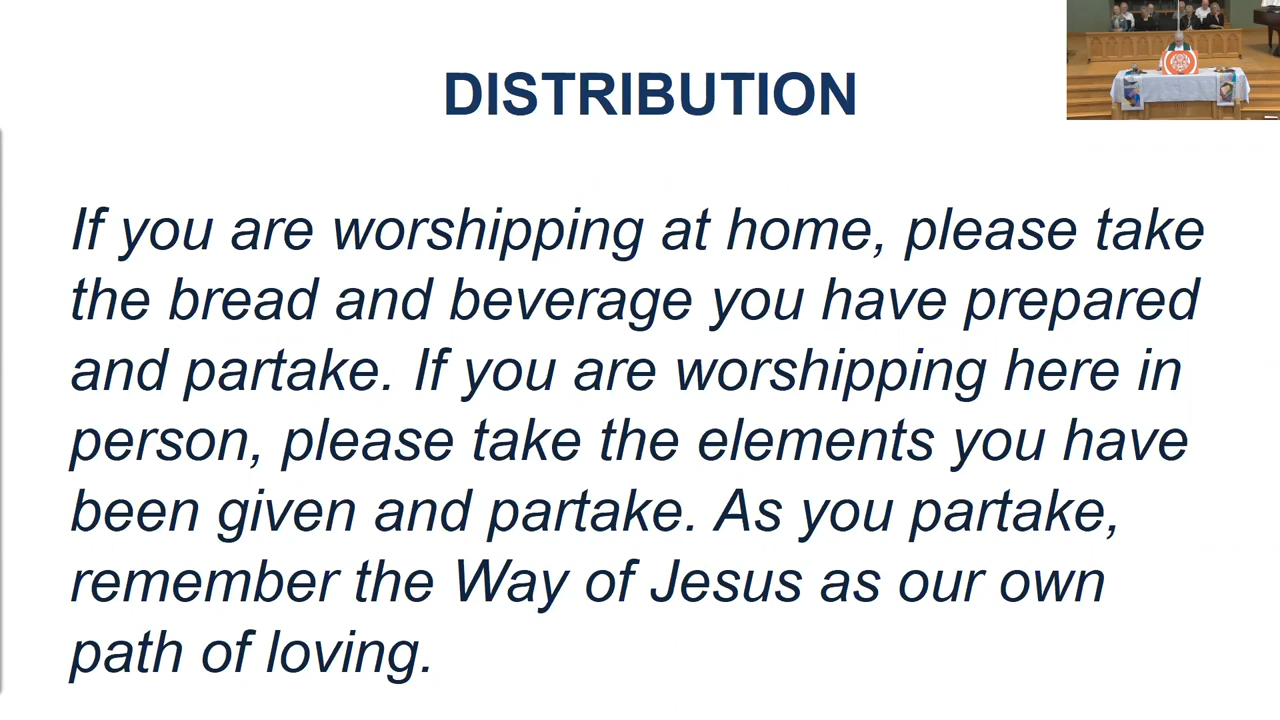 DISTRIBUTION
If you are worshipping at home, please take
the bread and beverage you have prepared
and partake. If you are worshipping here in
person, please take the elements you have
been given and partake. As you partake,
remember the Way of Jesus as our own
path of loving.